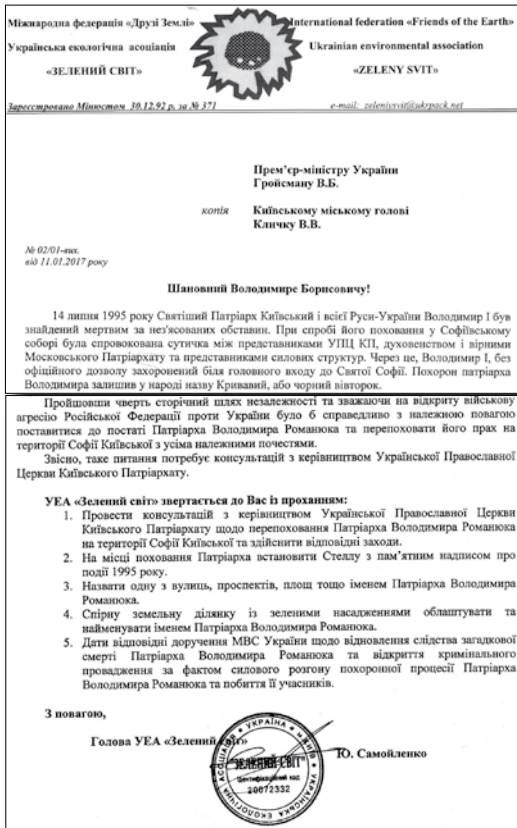 Міжнародна федерація «Друзі Землі»
Українська екологічна асоціація
«ЗЕЛЕНИЙ СВІТ»
International federation «Friends of the Earth»
Ukrainian environmental association
«ZELENY SVIT»
Зареєстровано Мінюстом 30.12.92 р. за № 371
e-mail: zeleniysvit@ukrpack.net
Прем’єр-міністру України
Гройсману В.Б.
копія Київському міському голові
Кличку В.В.
№ 02/01-вих.
від 11.01.2017 року
Шановний Володимире Борисовичу!
14 липня 1995 року Святіший Патріарх Київський і всієї Руси-України Володимир І був
знайдений мертвим за нез'ясованих обставин. При спробі його поховання у Софіївському
соборі була спровокована сутичка між представниками УПЦ КП, духовенством і вірними
Московського Патріархату та представниками силових структур. Через це, Володимир І, без
офіційного дозволу захоронений біля головного входу до Святої Софії. Похорон патріарха
Володимира залишив у народі назву Кривавий, або чорний вівторок.
Пройшовши чверть сторічний шлях незалежності та зважаючи на відкриту військову
агресію Російської Федерації проти України було б справедливо з належною повагою
поставитися до постаті Патріарха Володимира Романюка та перепоховати його прах на
території Софії Київської з усіма належними почестями.
Звісно, таке питання потребує консультацій з керівництвом Української Православної
Церкви Київського Патріархату.
УЕА «Зелений світ» звертається до Вас із проханням:
1. Провести консультацій з керівництвом Української Православної Церкви
Київського Патріархату щодо перепоховання Патріарха Володимира Романюка
на території Софії Київської та здійснити відповідні заходи.
2. На місці поховання Патріарха встановити Стеллу з пам’ятним надписом про
події 1995 року.
3. Назвати одну з вулиць, проспектів, площ тощо іменем Патріарха Володимира
Романюка.
4. Спірну земельну ділянку із зеленими насадженнями облаштувати та
найменувати іменем Патріарха Володимира Романюка.
5. Дати відповідні доручення МВС України щодо відновлення слідства загадкової
смерті Патріарха Володимира Романюка та відкриття кримінального
провадження за фактом силового розгону похоронної процесії Патріарха
Володимира Романюка та побиття її учасників.
З повагою,
Голова УЕА «Зелений світ»
Ю. Самойленко
УКРАЇНА
м.КИЇВ
УКРАЇНСЬКА ЕКОЛОГІЧНА АСОЦІАЦІЯ
"ЗЕЛЕНИЙ СВІТ"
Ідентифікаційний код
20072332